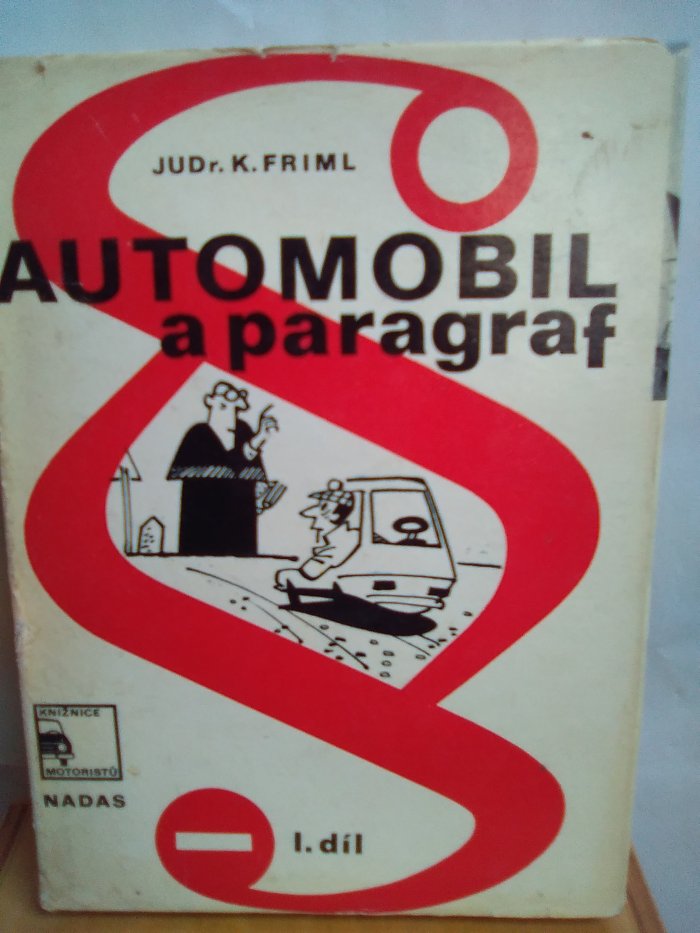 JUDr. K. FRIML
AUTOMOBIL
a paragraf
KNIŽNICE
MOTORISTŮ
NADAS
I. díl